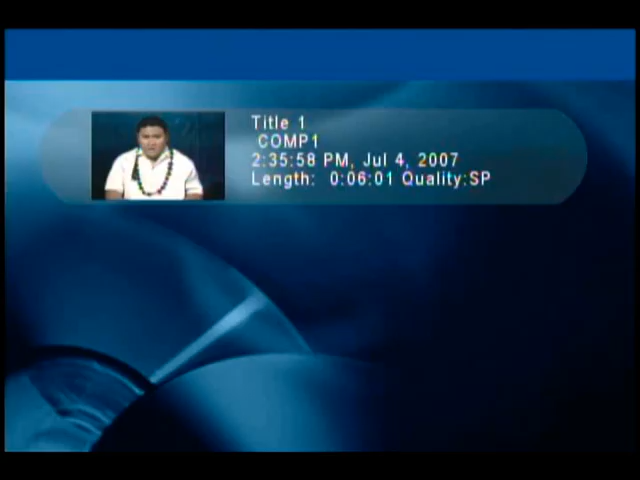 Title 1
COMP1
2:35:58 PM, Jul 4, 2007
Length: 0:06:01 Quality:SP